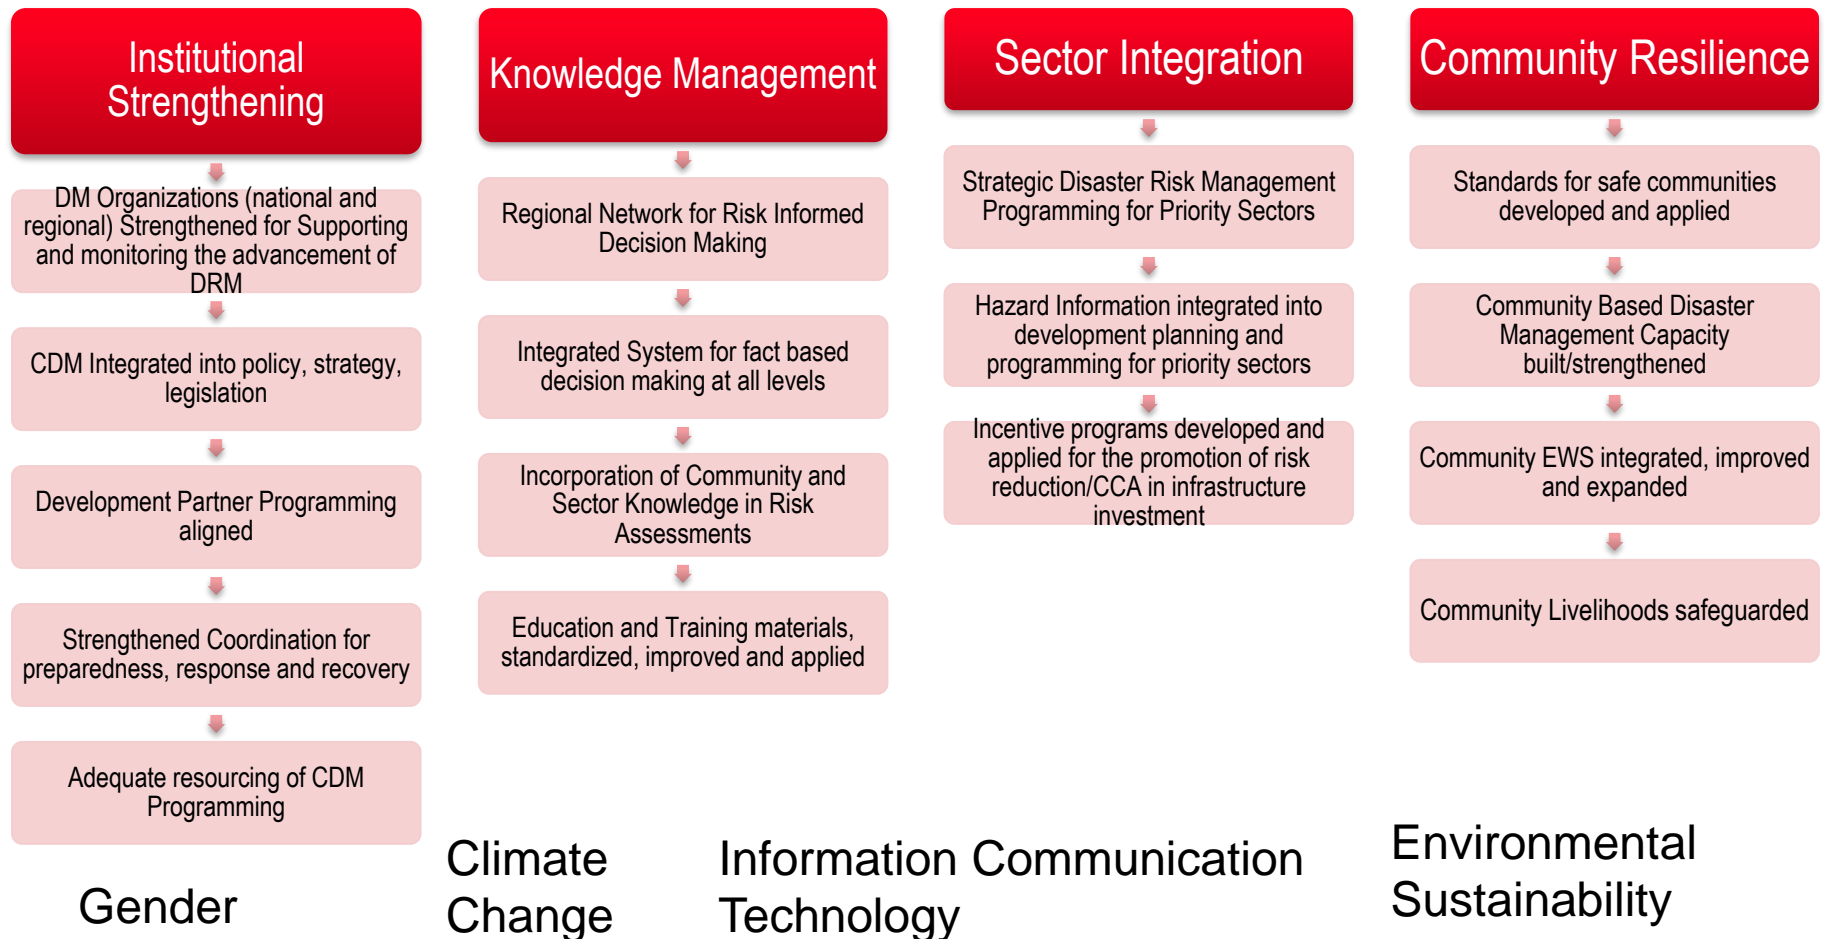 Institutional
Strengthening
DM Organizations (national and
regional) Strengthened for Supporting
and monitoring the advancement of
DRM
CDM Integrated into policy, strategy,
legislation
Development Partner Programming
aligned
Strengthened Coordination for
preparedness, response and recovery
Adequate resourcing of CDM
Programming
Knowledge Management
Regional Network for Risk Informed
Decision Making
Integrated System for fact based
decision making at all levels
Incorporation of Community and
Sector Knowledge in Risk
Assessments
Education and Training materials,
standardized, improved and applied
Sector Integration
Strategic Disaster Risk Management
Programming for Priority Sectors
Hazard Information integrated into
development planning and
programming for priority sectors
Incentive programs developed and
applied for the promotion of risk
reduction/CCA in infrastructure
investment
Community Resilience
Standards for safe communities
developed and applied
Community Based Disaster
Management Capacity
built/strengthened
Community EWS integrated, improved
and expanded
Community Livelihoods safeguarded
Gender
Climate
Change
Information Communication
Technology
Environmental
Sustainability